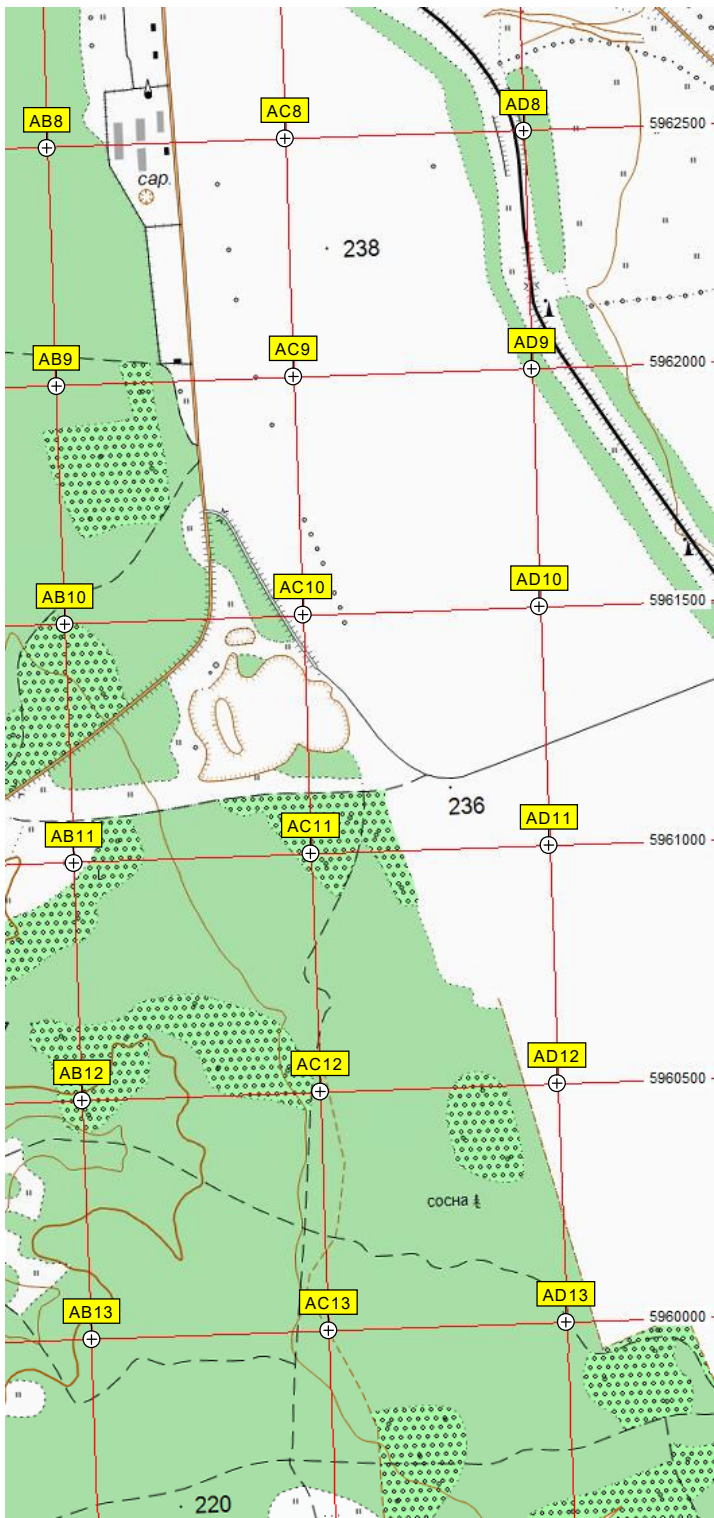 AC8
AD8
AB8
5962500
сар.
238
AB9
AC9
AD9
5962000
AB10
AC10
AD10
5961500
236
AB11
AC11
AD11
5961000
AB12
AC12
AD12
5960500
сосна
AB13
AC13
AD13
5960000
220